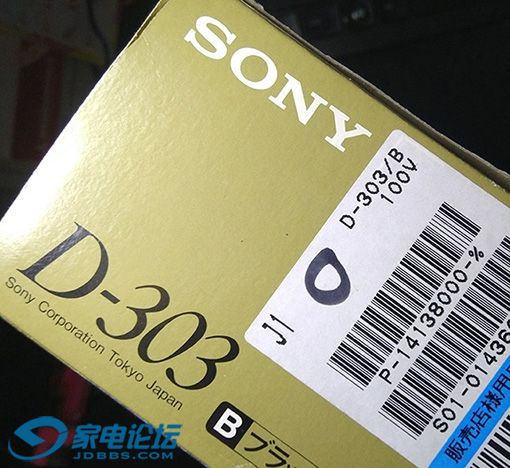 SONY
D-303
Sony Corporation Tokyo Japan
B ブラッ
D-303/B
100V
J1
P-14138000-%
S01-01436
販売店様用
家电论坛
JDBBS.COM